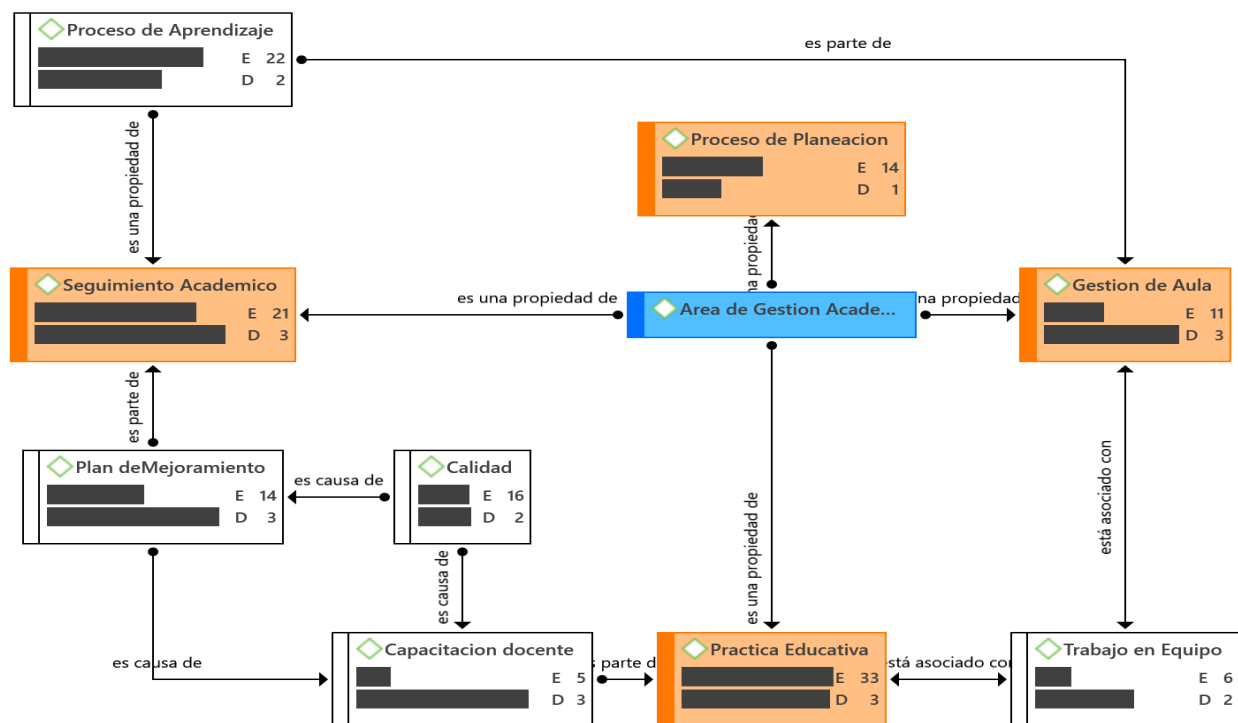 Proceso de Aprendizaje
E 22
D 2
es parte de
es una propiedad de
Proceso de Planeacion
E 14
D 1
na propiedad
Seguimiento Academico
E 21
D 3
es una propiedad de
Area de Gestion Acade...
na propiedad
Gestion de Aula
E 11
D 3
es parte de
es una propiedad de
está asociado con
Plan deMejoramiento
E 14
D 3
es causa de
Calidad
E 16
D 2
es causa de
es causa de
Capacitacion docente
E 5
D 3
s parte d
Practica Educativa
E 33
D 3
está asociado con
Trabajo en Equipo
E 6
D 2